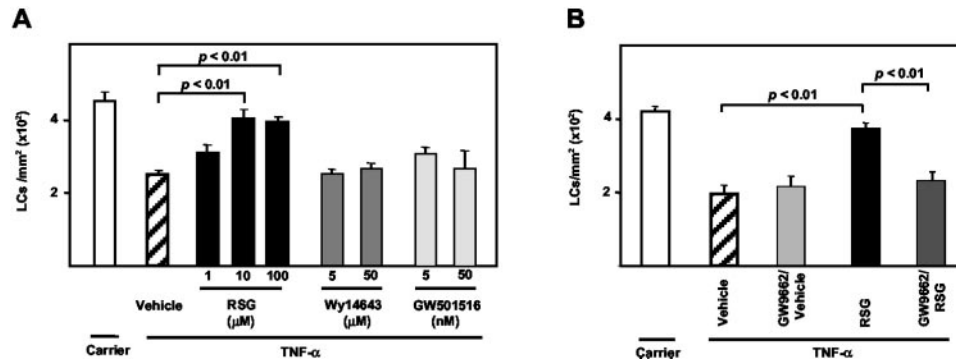 A
LCs /mm² (x10²)
4
2
p < 0.01
p < 0.01
1 10 100 5 50 5 50
Vehicle RSG Wy14643 GW501516
(µM) (µM) (nM)
Carrier TNF-α
B
LCs/mm² (x10²)
4
2
p < 0.01
p < 0.01
Vehicle
GW9662/
Vehicle
RSG
GW9662/
RSG
Carrier TNF-α